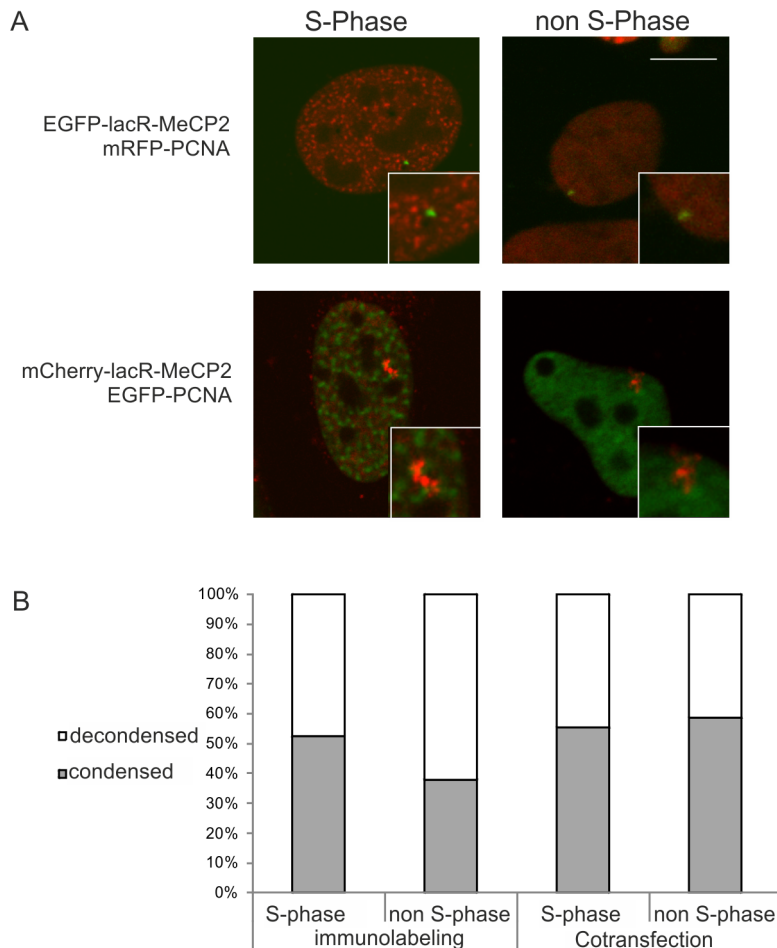 A
S-Phase
non S-Phase
EGFP-lacR-MeCP2
mRFP-PCNA
mCherry-lacR-MeCP2
EGFP-PCNA
B
100%
90%
80%
70%
60%
50%
40%
30%
20%
10%
0%
decondensed
condensed
S-phase
non S-phase
S-phase
non S-phase
immunolabeling
Cotransfection